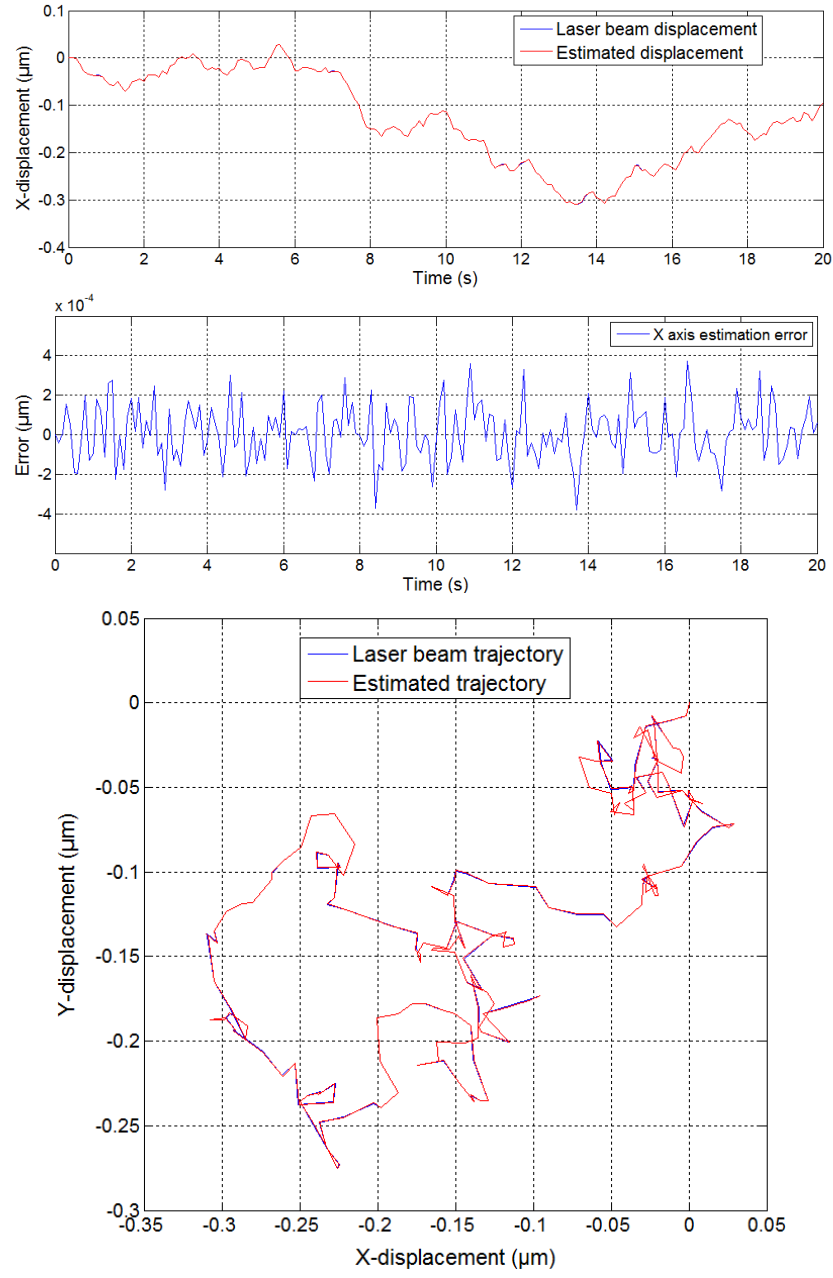 0.1
0
-0.1
-0.2
-0.3
-0.4
X-displacement (μm)
Laser beam displacement
Estimated displacement
0 2 4 6 8 10 12 14 16 18 20
Time (s)
x 10⁻⁴
4
2
0
-2
-4
Error (μm)
X axis estimation error
0 2 4 6 8 10 12 14 16 18 20
Time (s)
0.05
0
-0.05
-0.1
-0.15
-0.2
-0.25
-0.3
Y-displacement (μm)
Laser beam trajectory
Estimated trajectory
-0.35 -0.3 -0.25 -0.2 -0.15 -0.1 -0.05 0 0.05
X-displacement (μm)